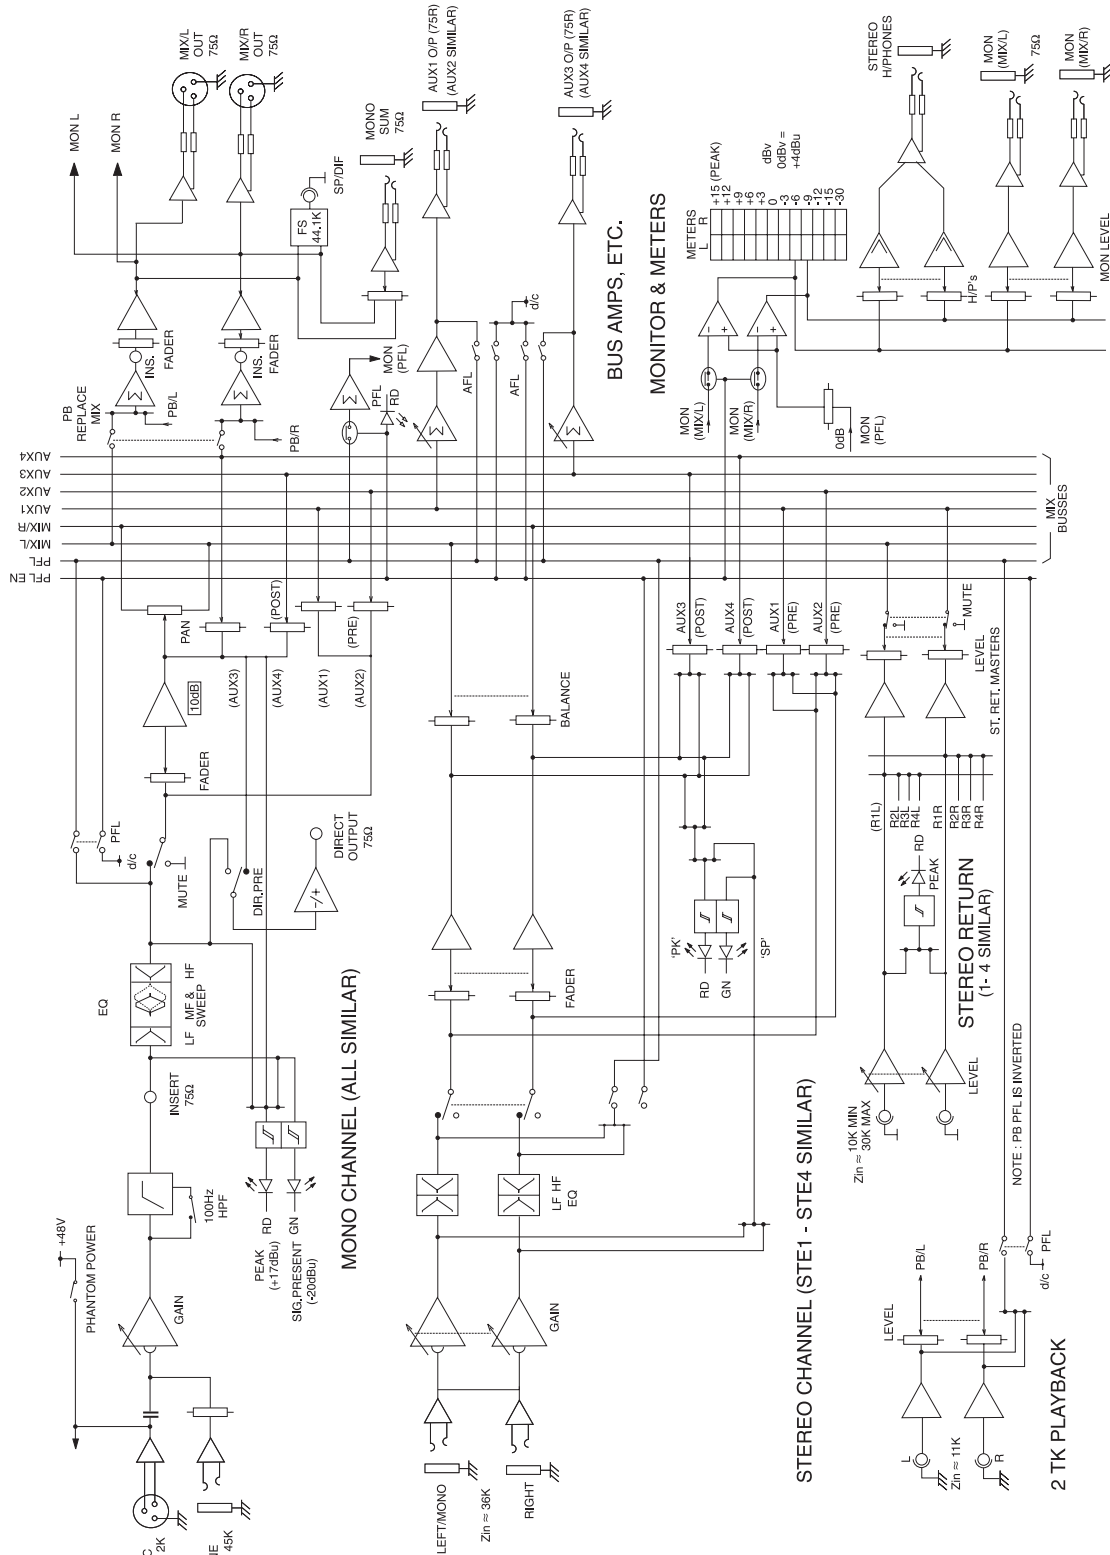 MIX/L
OUT
75Ω
MIX/R
OUT
75Ω
MON L
MON R
FS
44.1K
SP/DIF
MONO
SUM
75Ω
AUX1 O/P (75R)
(AUX2 SIMILAR)
AUX3 O/P (75R)
(AUX4 SIMILAR)
PB
REPLACE
MIX
PB/L
INS.
FADER
PB/R
INS.
FADER
Σ
Σ
Σ
MON
(PFL)
PFL
RD
Σ
AFL
AFL
d/c
Σ
BUS AMPS, ETC.
MONITOR & METERS
METERS
L R
+15 (PEAK)
+12
+9
+6
+3
0
-3
-6
-9
-12
-15
-30
dBv
0dBv =
+4dBu
MON
(MIX/L)
MON
(MIX/R)
0dB
MON
(PFL)
STEREO
H/PHONES
H/P's
MON
(MIX/L)
75Ω
MON
(MIX/R)
MON LEVEL
AUX4
AUX3
AUX2
AUX1
MIX/R
MIX/L
PFL
PFL EN
MIX
BUSSES
+48V
PHANTOM POWER
GAIN
100Hz
HPF
INSERT
75Ω
EQ
LF MF & HF
SWEEP
PEAK
(+17dBu)
RD
SIG.PRESENT
(-20dBu)
GN
MUTE
d/c
PFL
DIR.PRE
-/+
DIRECT
OUTPUT
75Ω
FADER
10dB
PAN
(AUX3)
(POST)
(AUX4)
(AUX1)
(PRE)
(AUX2)
2K
45K
MONO CHANNEL (ALL SIMILAR)
LEFT/MONO
Zin ≈ 36K
RIGHT
GAIN
LF HF
EQ
FADER
BALANCE
'PK'
RD
GN
'SP'
AUX3
(POST)
AUX4
(POST)
AUX1
(PRE)
AUX2
(PRE)
STEREO CHANNEL (STE1 - STE4 SIMILAR)
Zin ≈ 10K MIN
30K MAX
LEVEL
RD
PEAK
STEREO RETURN
(1- 4 SIMILAR)
(R1L)
R2L
R3L
R4L
R1R
R2R
R3R
R4R
LEVEL
ST. RET. MASTERS
MUTE
NOTE : PB PFL IS INVERTED
L
Zin ≈ 11K
R
LEVEL
PB/L
PB/R
d/c
PFL
2 TK PLAYBACK